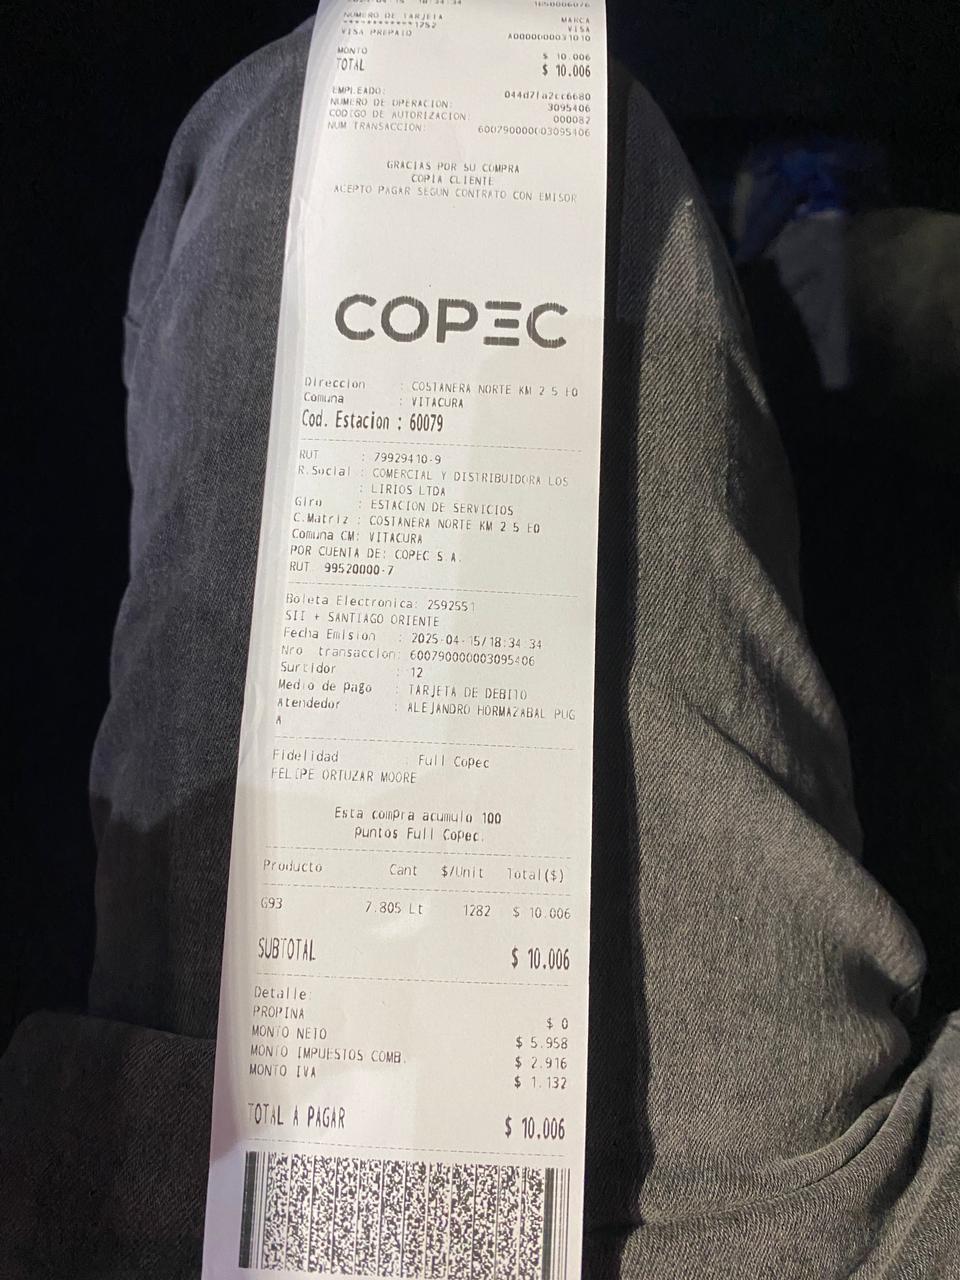 NUMERO DE TARJETA MARCA
************1752 VISA
VISA PREPAID A0000000031010
MONTO $ 10.006
TOTAL $ 10.006
EMPLEADO: 044d71a2cc6680
NUMERO DE OPERACION: 3095406
CODIGO DE AUTORIZACION: 000082
NUM TRANSACCION: 600790000003095406
GRACIAS POR SU COMPRA
COPIA CLIENTE
ACEPTO PAGAR SEGUN CONTRATO CON EMISOR
COPEC
Direccion : COSTANERA NORTE KM 2 5 EO
Comuna : VITACURA
Cod. Estacion : 60079
RUT : 79929410-9
R.Social : COMERCIAL Y DISTRIBUIDORA LOS
: LIRIOS LTDA
Giro : ESTACION DE SERVICIOS
C.Matriz : COSTANERA NORTE KM 2 5 EO
Comuna CM: VITACURA
POR CUENTA DE: COPEC S.A.
RUT 99520000-7
Boleta Electronica: 2592551
SII + SANTIAGO ORIENTE
Fecha Emision : 2025-04-15/18:34:34
Nro transaccion: 600790000003095406
Surtidor : 12
Medio de pago : TARJETA DE DEBITO
Atendedor : ALEJANDRO HORMAZABAL PUG
A
Fidelidad : Full Copec
FELIPE ORTUZAR MOORE
Esta compra acumulo 100
puntos Full Copec.
Producto Cant $/Unit Total($)
G93 7.805 Lt 1282 $ 10.006
SUBTOTAL $ 10.006
Detalle:
PROPINA $ 0
MONTO NETO $ 5.958
MONTO IMPUESTOS COMB. $ 2.916
MONTO IVA $ 1.132
TOTAL A PAGAR $ 10.006